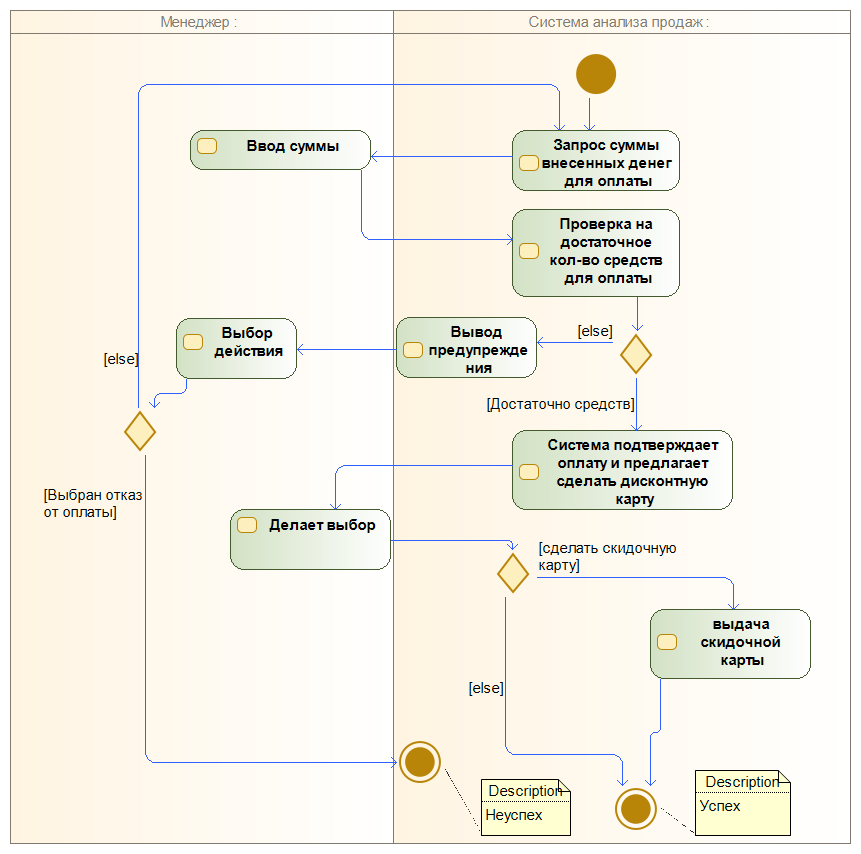 Менеджер :
Система анализа продаж :
Ввод суммы
Запрос суммы
внесенных денег
для оплаты
Проверка на
достаточное
кол-во средств
для оплаты
[else]
Вывод
предупрежде
ния
Выбор
действия
[else]
[Достаточно средств]
Система подтверждает
оплату и предлагает
сделать дисконтную
карту
[Выбран отказ
от оплаты]
Делает выбор
[сделать скидочную
карту]
выдача
скидочной
карты
[else]
Description
Неуспех
Description
Успех